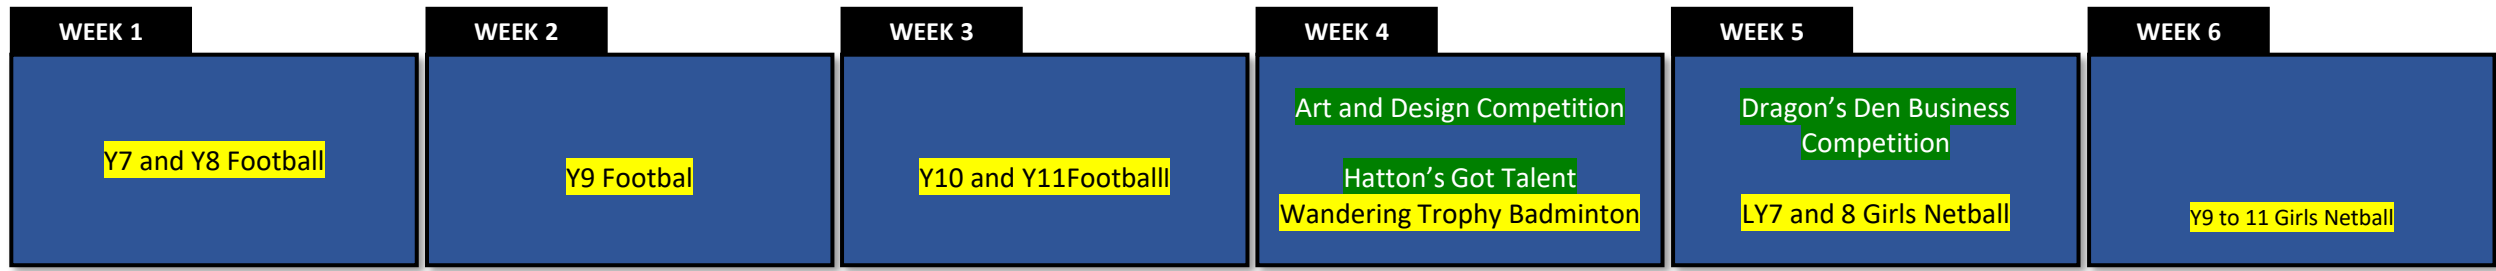 WEEK 1
Y7 and Y8 Football
WEEK 2
Y9 Footbal
WEEK 3
Y10 and Y11Footballl
WEEK 4
Art and Design Competition
Hatton’s Got Talent
Wandering Trophy Badminton
WEEK 5
Dragon’s Den Business
Competition
LY7 and 8 Girls Netball
WEEK 6
Y9 to 11 Girls Netball